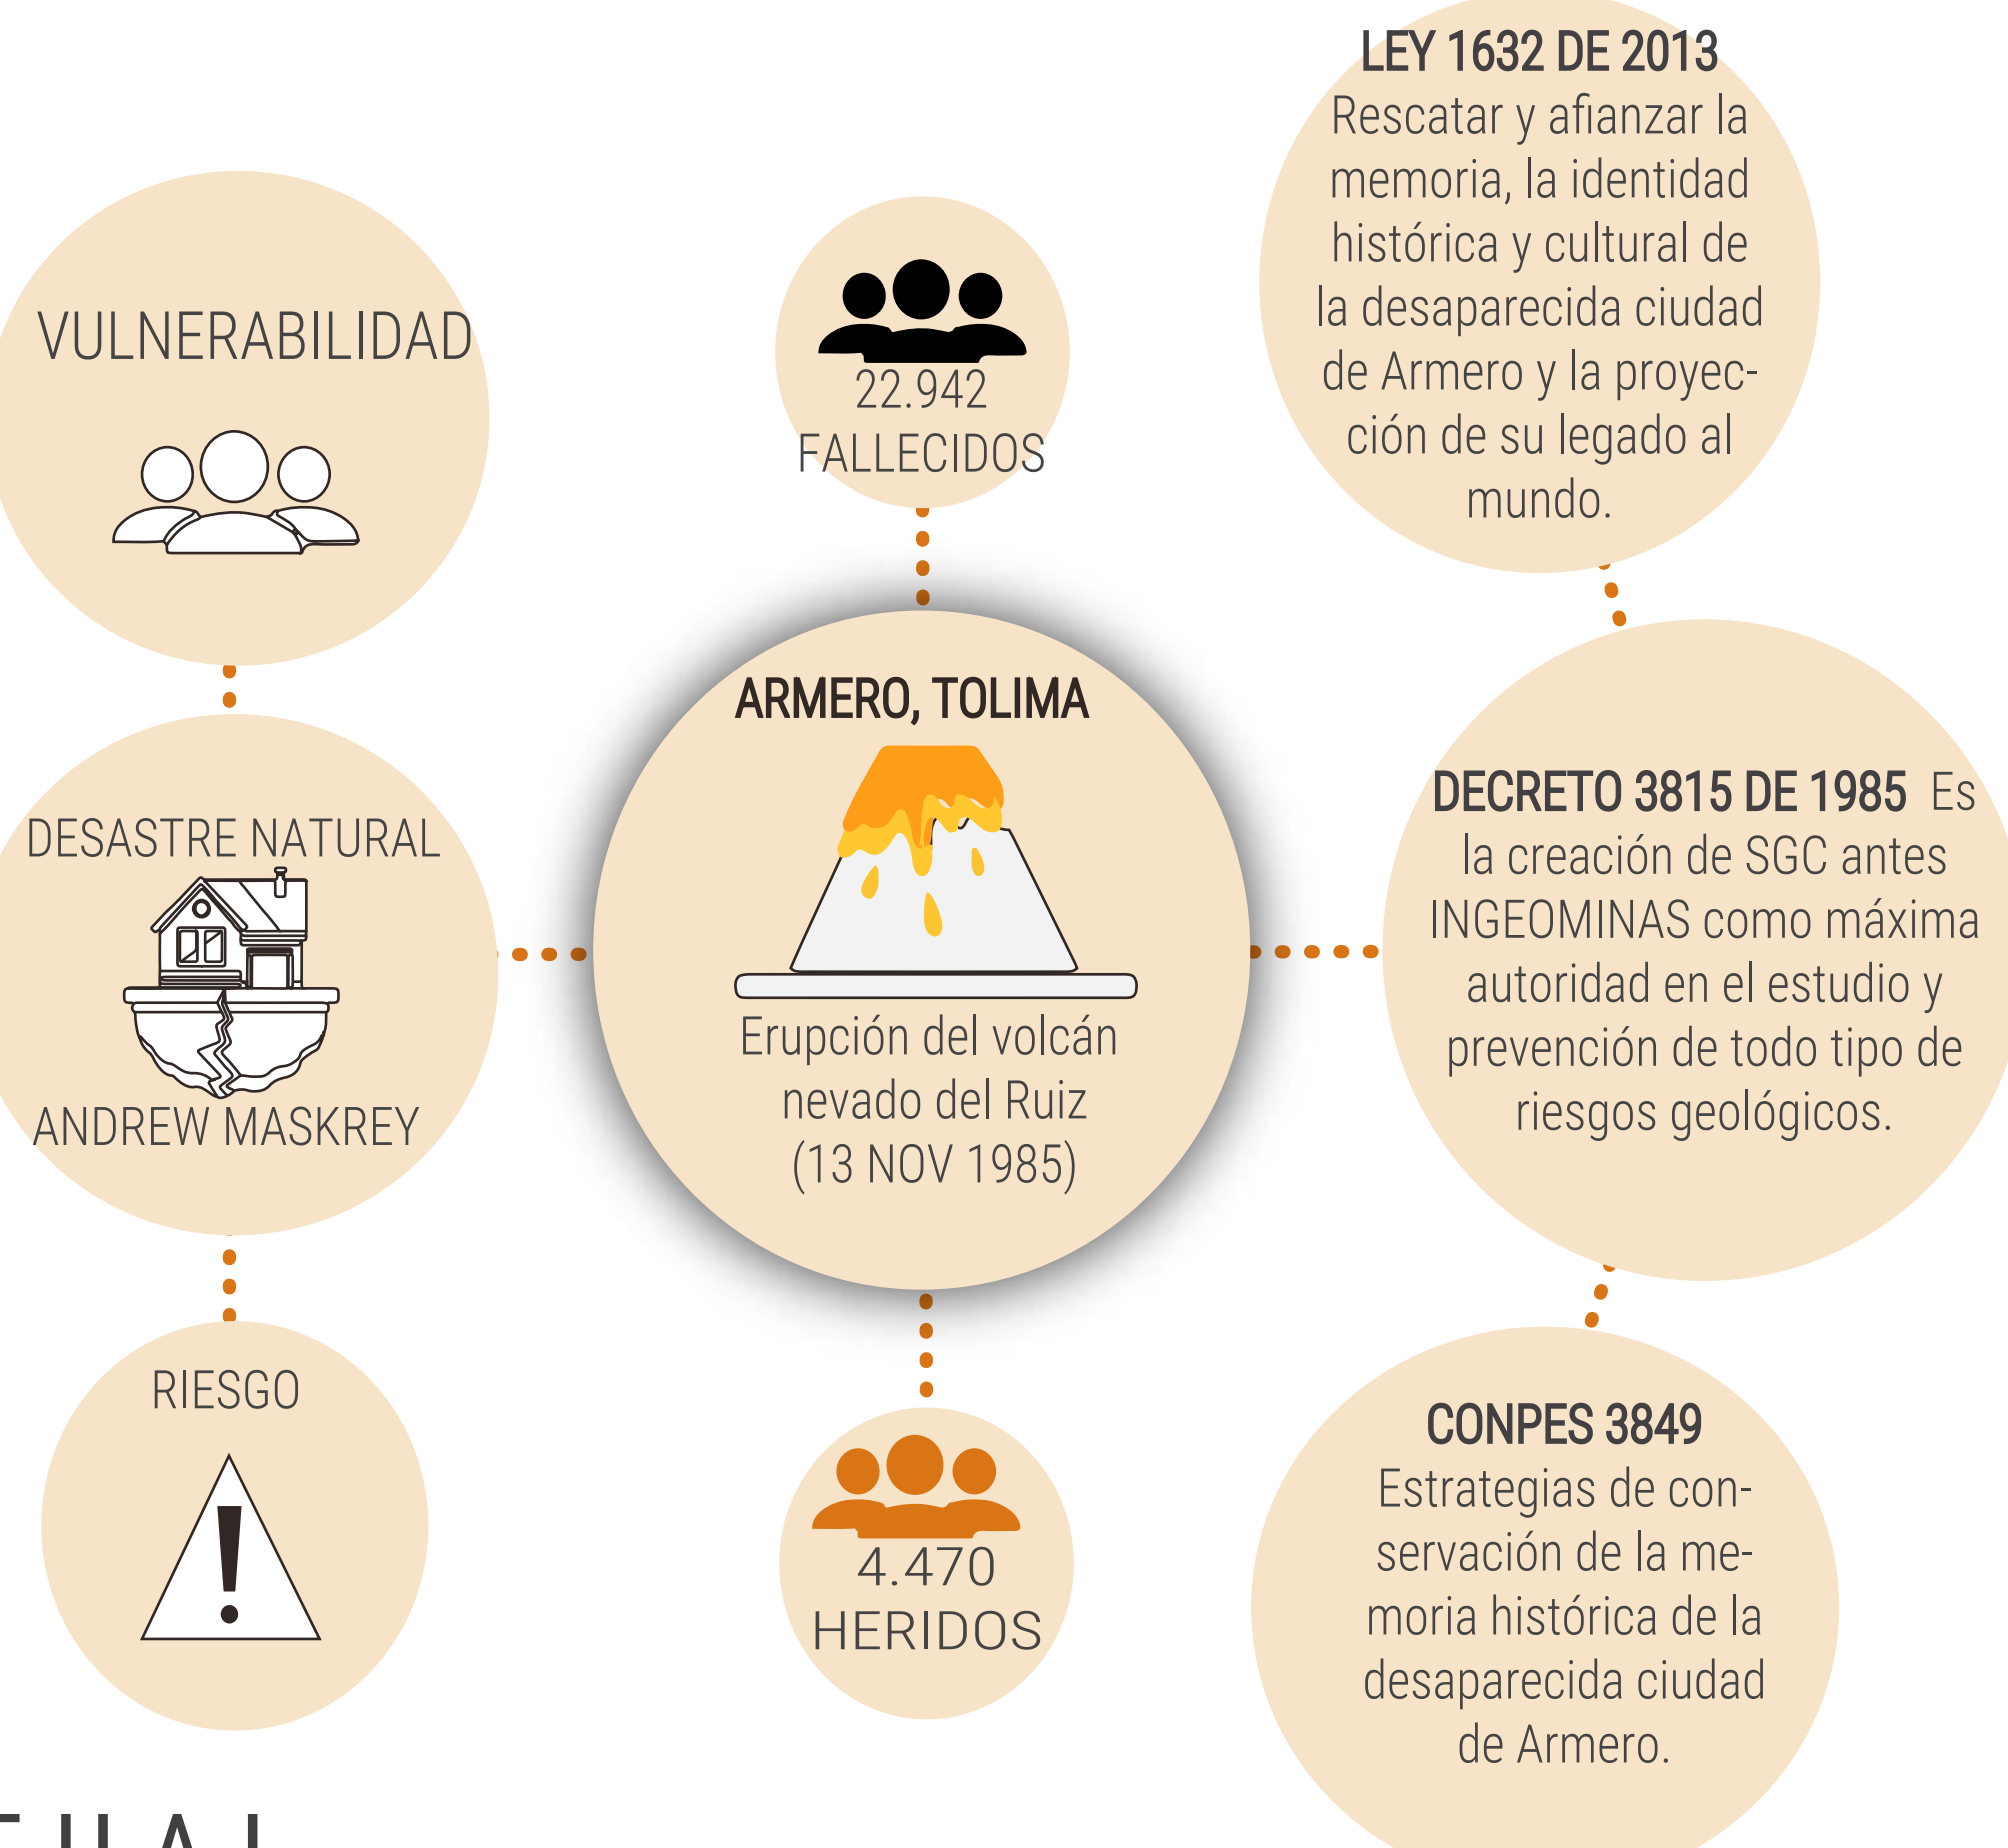 VULNERABILIDAD
DESASTRE NATURAL
ANDREW MASKREY
RIESGO
22.942
FALLECIDOS
ARMERO, TOLIMA
Erupción del volcán
nevado del Ruiz
(13 NOV 1985)
4.470
HERIDOS
LEY 1632 DE 2013
Rescatar y afianzar la
memoria, la identidad
histórica y cultural de
la desaparecida ciudad
de Armero y la proyec-
ción de su legado al
mundo.
DECRETO 3815 DE 1985 Es
la creación de SGC antes
INGEOMINAS como máxima
autoridad en el estudio y
prevención de todo tipo de
riesgos geológicos.
CONPES 3849
Estrategias de con-
servación de la me-
moria histórica de la
desaparecida ciudad
de Armero.